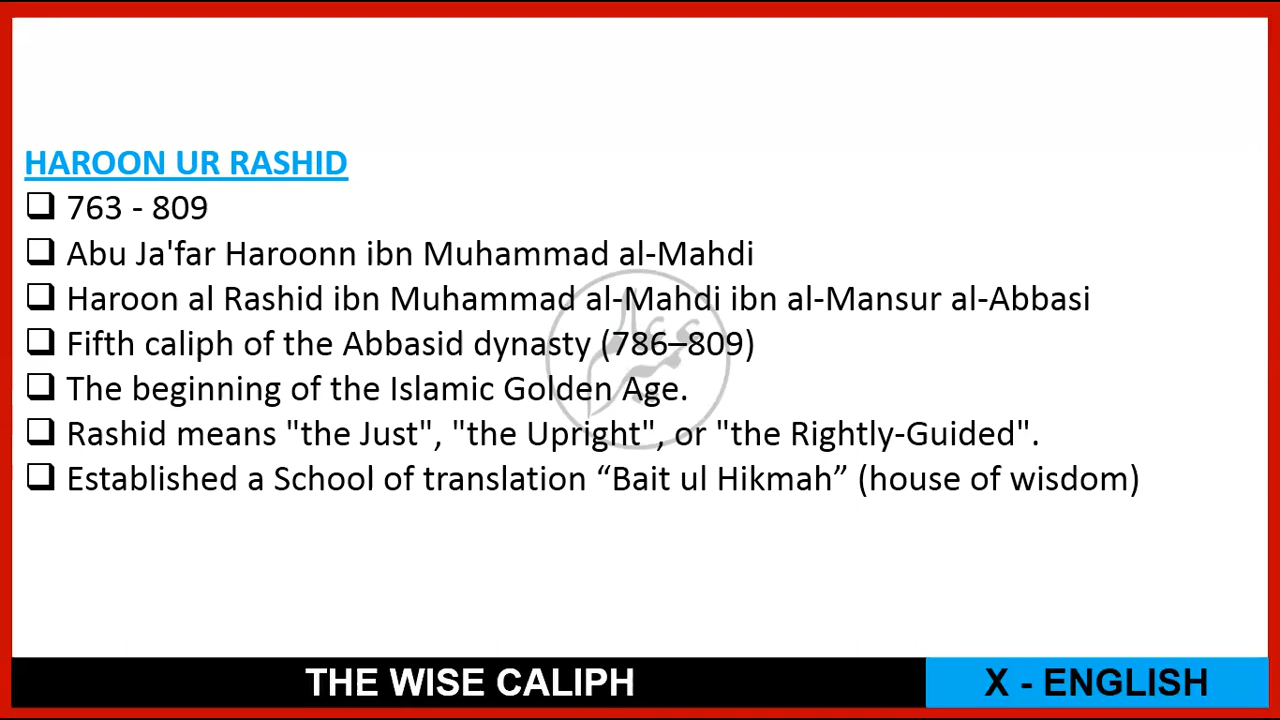 HAROON UR RASHID
763 - 809
Abu Ja'far Haroonn ibn Muhammad al-Mahdi
Haroon al Rashid ibn Muhammad al-Mahdi ibn al-Mansur al-Abbasi
Fifth caliph of the Abbasid dynasty (786–809)
The beginning of the Islamic Golden Age.
Rashid means "the Just", "the Upright", or "the Rightly-Guided".
Established a School of translation “Bait ul Hikmah” (house of wisdom)
THE WISE CALIPH
X - ENGLISH